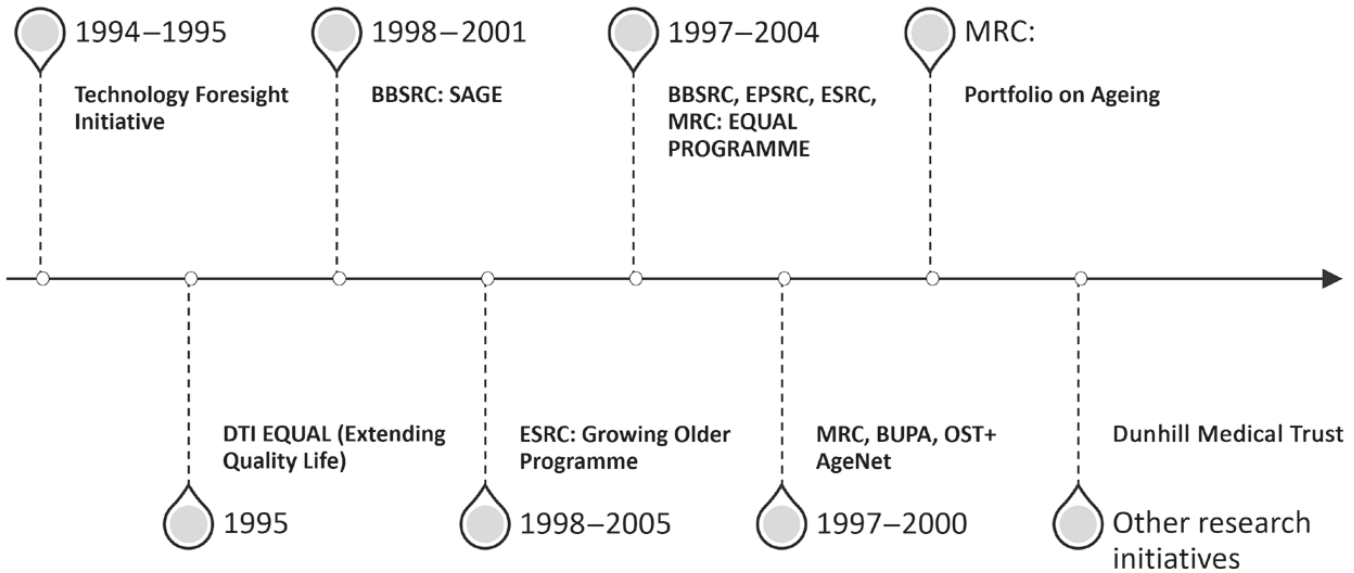 1994–1995
Technology Foresight
Initiative
1998–2001
BBSRC: SAGE
1997–2004
BBSRC, EPSRC, ESRC,
MRC: EQUAL
PROGRAMME
MRC:
Portfolio on Ageing
DTI EQUAL (Extending
Quality Life)
1995
ESRC: Growing Older
Programme
1998–2005
MRC, BUPA, OST+
AgeNet
1997–2000
Dunhill Medical Trust
Other research
initiatives